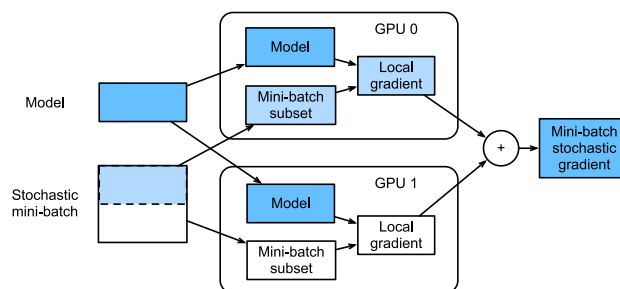 GPU 0
Model
Local
gradient
Mini-batch
subset
Model
+
Mini-batch
stochastic
gradient
Stochastic
mini-batch
GPU 1
Model
Local
gradient
Mini-batch
subset